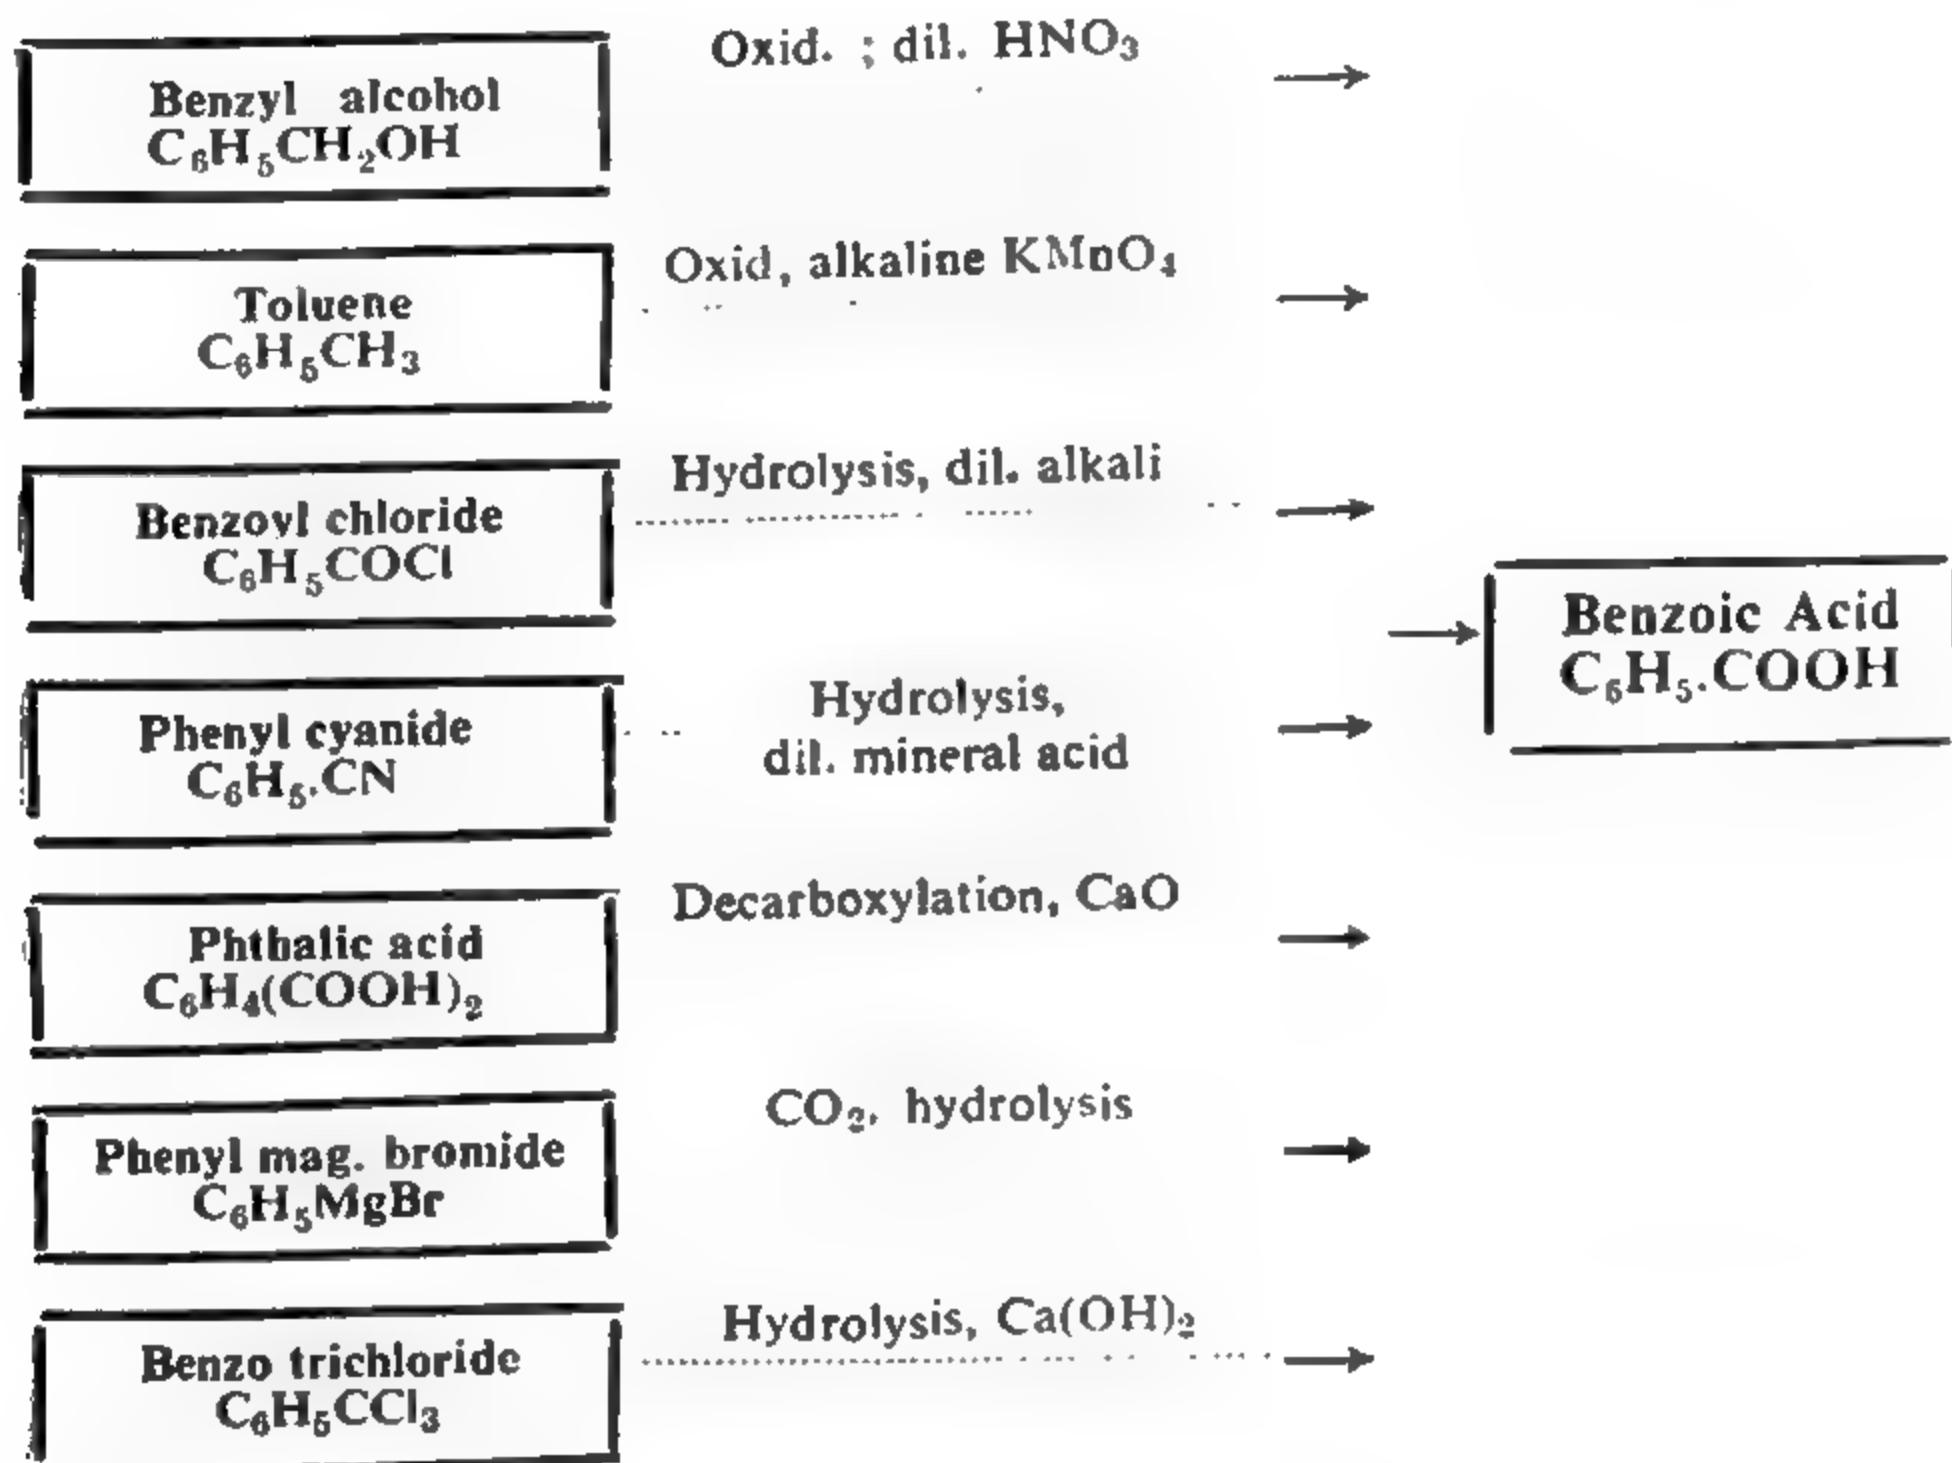 Oxid. ; dil. HNO₃
Benzyl alcohol
C₆H₅CH₂OH
Oxid, alkaline KMnO₄
Toluene
C₆H₅CH₃
Hydrolysis, dil. alkali
Benzoyl chloride
C₆H₅COCl
Benzoic Acid
C₆H₅.COOH
Hydrolysis,
dil. mineral acid
Phenyl cyanide
C₆H₅.CN
Decarboxylation, CaO
Phthalic acid
C₆H₄(COOH)₂
CO₂, hydrolysis
Phenyl mag. bromide
C₆H₅MgBr
Hydrolysis, Ca(OH)₂
Benzo trichloride
C₆H₅CCl₃